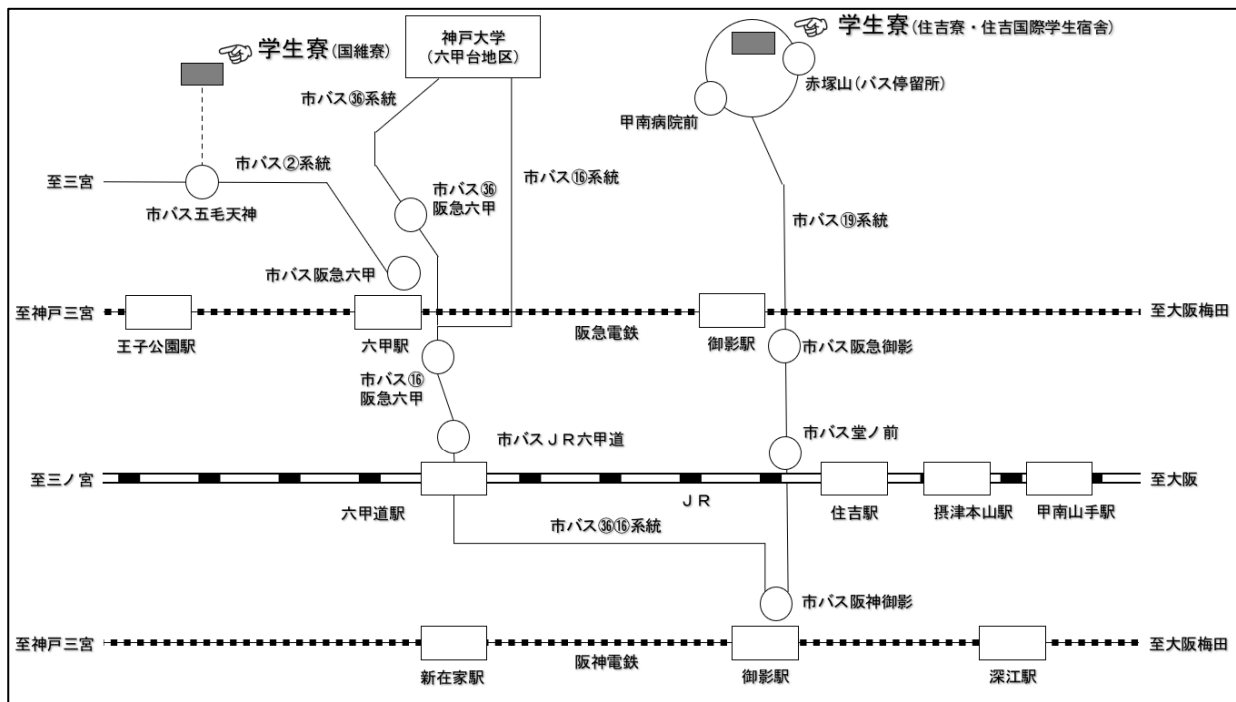 学生寮(国維寮)
神戸大学
(六甲台地区)
学生寮(住吉寮・住吉国際学生宿舎)
赤塚山(バス停留所)
甲南病院前
市バス㊱系統
市バス②系統
至三宮
市バス五毛天神
市バス㊱
阪急六甲
市バス⑯系統
市バス⑲系統
市バス阪急六甲
至神戸三宮
王子公園駅
六甲駅
阪急電鉄
御影駅
至大阪梅田
市バス阪急御影
市バス⑯
阪急六甲
市バスJR六甲道
市バス堂ノ前
至三ノ宮
六甲道駅
JR
住吉駅
摂津本山駅
甲南山手駅
至大阪
市バス㊱⑯系統
市バス阪神御影
至神戸三宮
新在家駅
阪神電鉄
御影駅
深江駅
至大阪梅田